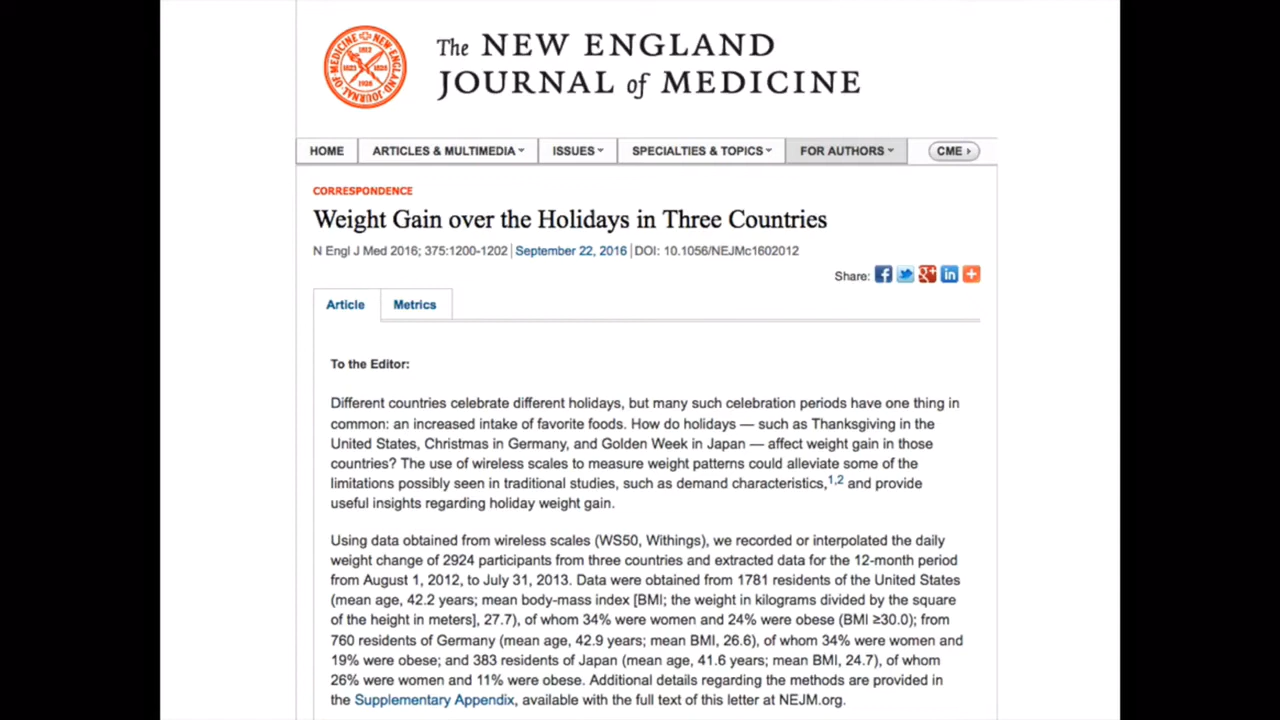 The NEW ENGLAND
JOURNAL of MEDICINE
HOME ARTICLES & MULTIMEDIA ISSUES SPECIALTIES & TOPICS FOR AUTHORS CME
CORRESPONDENCE
Weight Gain over the Holidays in Three Countries
N Engl J Med 2016; 375:1200-1202 | September 22, 2016 | DOI: 10.1056/NEJMc1602012
Share:
Article Metrics
To the Editor:
Different countries celebrate different holidays, but many such celebration periods have one thing in
common: an increased intake of favorite foods. How do holidays — such as Thanksgiving in the
United States, Christmas in Germany, and Golden Week in Japan — affect weight gain in those
countries? The use of wireless scales to measure weight patterns could alleviate some of the
limitations possibly seen in traditional studies, such as demand characteristics,1,2 and provide
useful insights regarding holiday weight gain.
Using data obtained from wireless scales (WS50, Withings), we recorded or interpolated the daily
weight change of 2924 participants from three countries and extracted data for the 12-month period
from August 1, 2012, to July 31, 2013. Data were obtained from 1781 residents of the United States
(mean age, 42.2 years; mean body-mass index [BMI; the weight in kilograms divided by the square
of the height in meters], 27.7), of whom 34% were women and 24% were obese (BMI ≥30.0); from
760 residents of Germany (mean age, 42.9 years; mean BMI, 26.6), of whom 34% were women and
19% were obese; and 383 residents of Japan (mean age, 41.6 years; mean BMI, 24.7), of whom
26% were women and 11% were obese. Additional details regarding the methods are provided in
the Supplementary Appendix, available with the full text of this letter at NEJM.org.